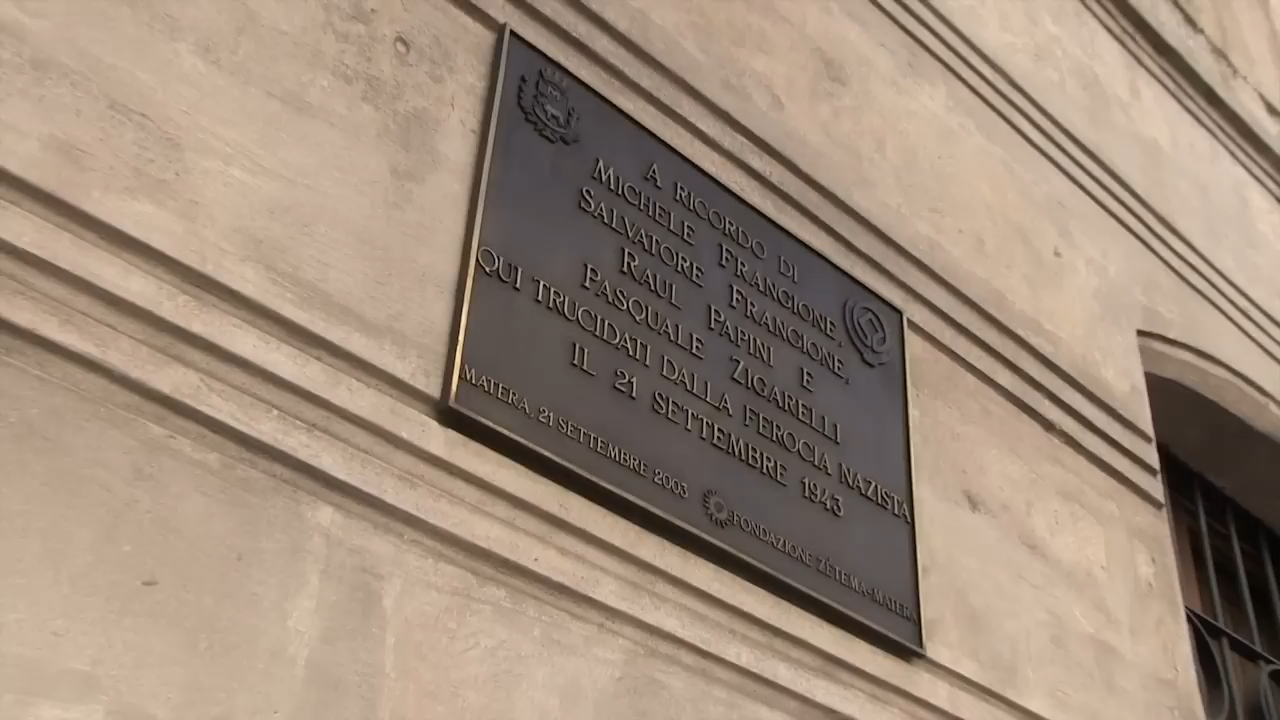 A RICORDO DI
MICHELE FRANGIONE,
SALVATORE FRANGIONE,
RAUL PAPINI E
PASQUALE ZIGARELLI
QUI TRUCIDATI DALLA FEROCIA NAZISTA
IL 21 SETTEMBRE 1943
MATERA, 21 SETTEMBRE 2003
FONDAZIONE ZÈTEMA-MATERA